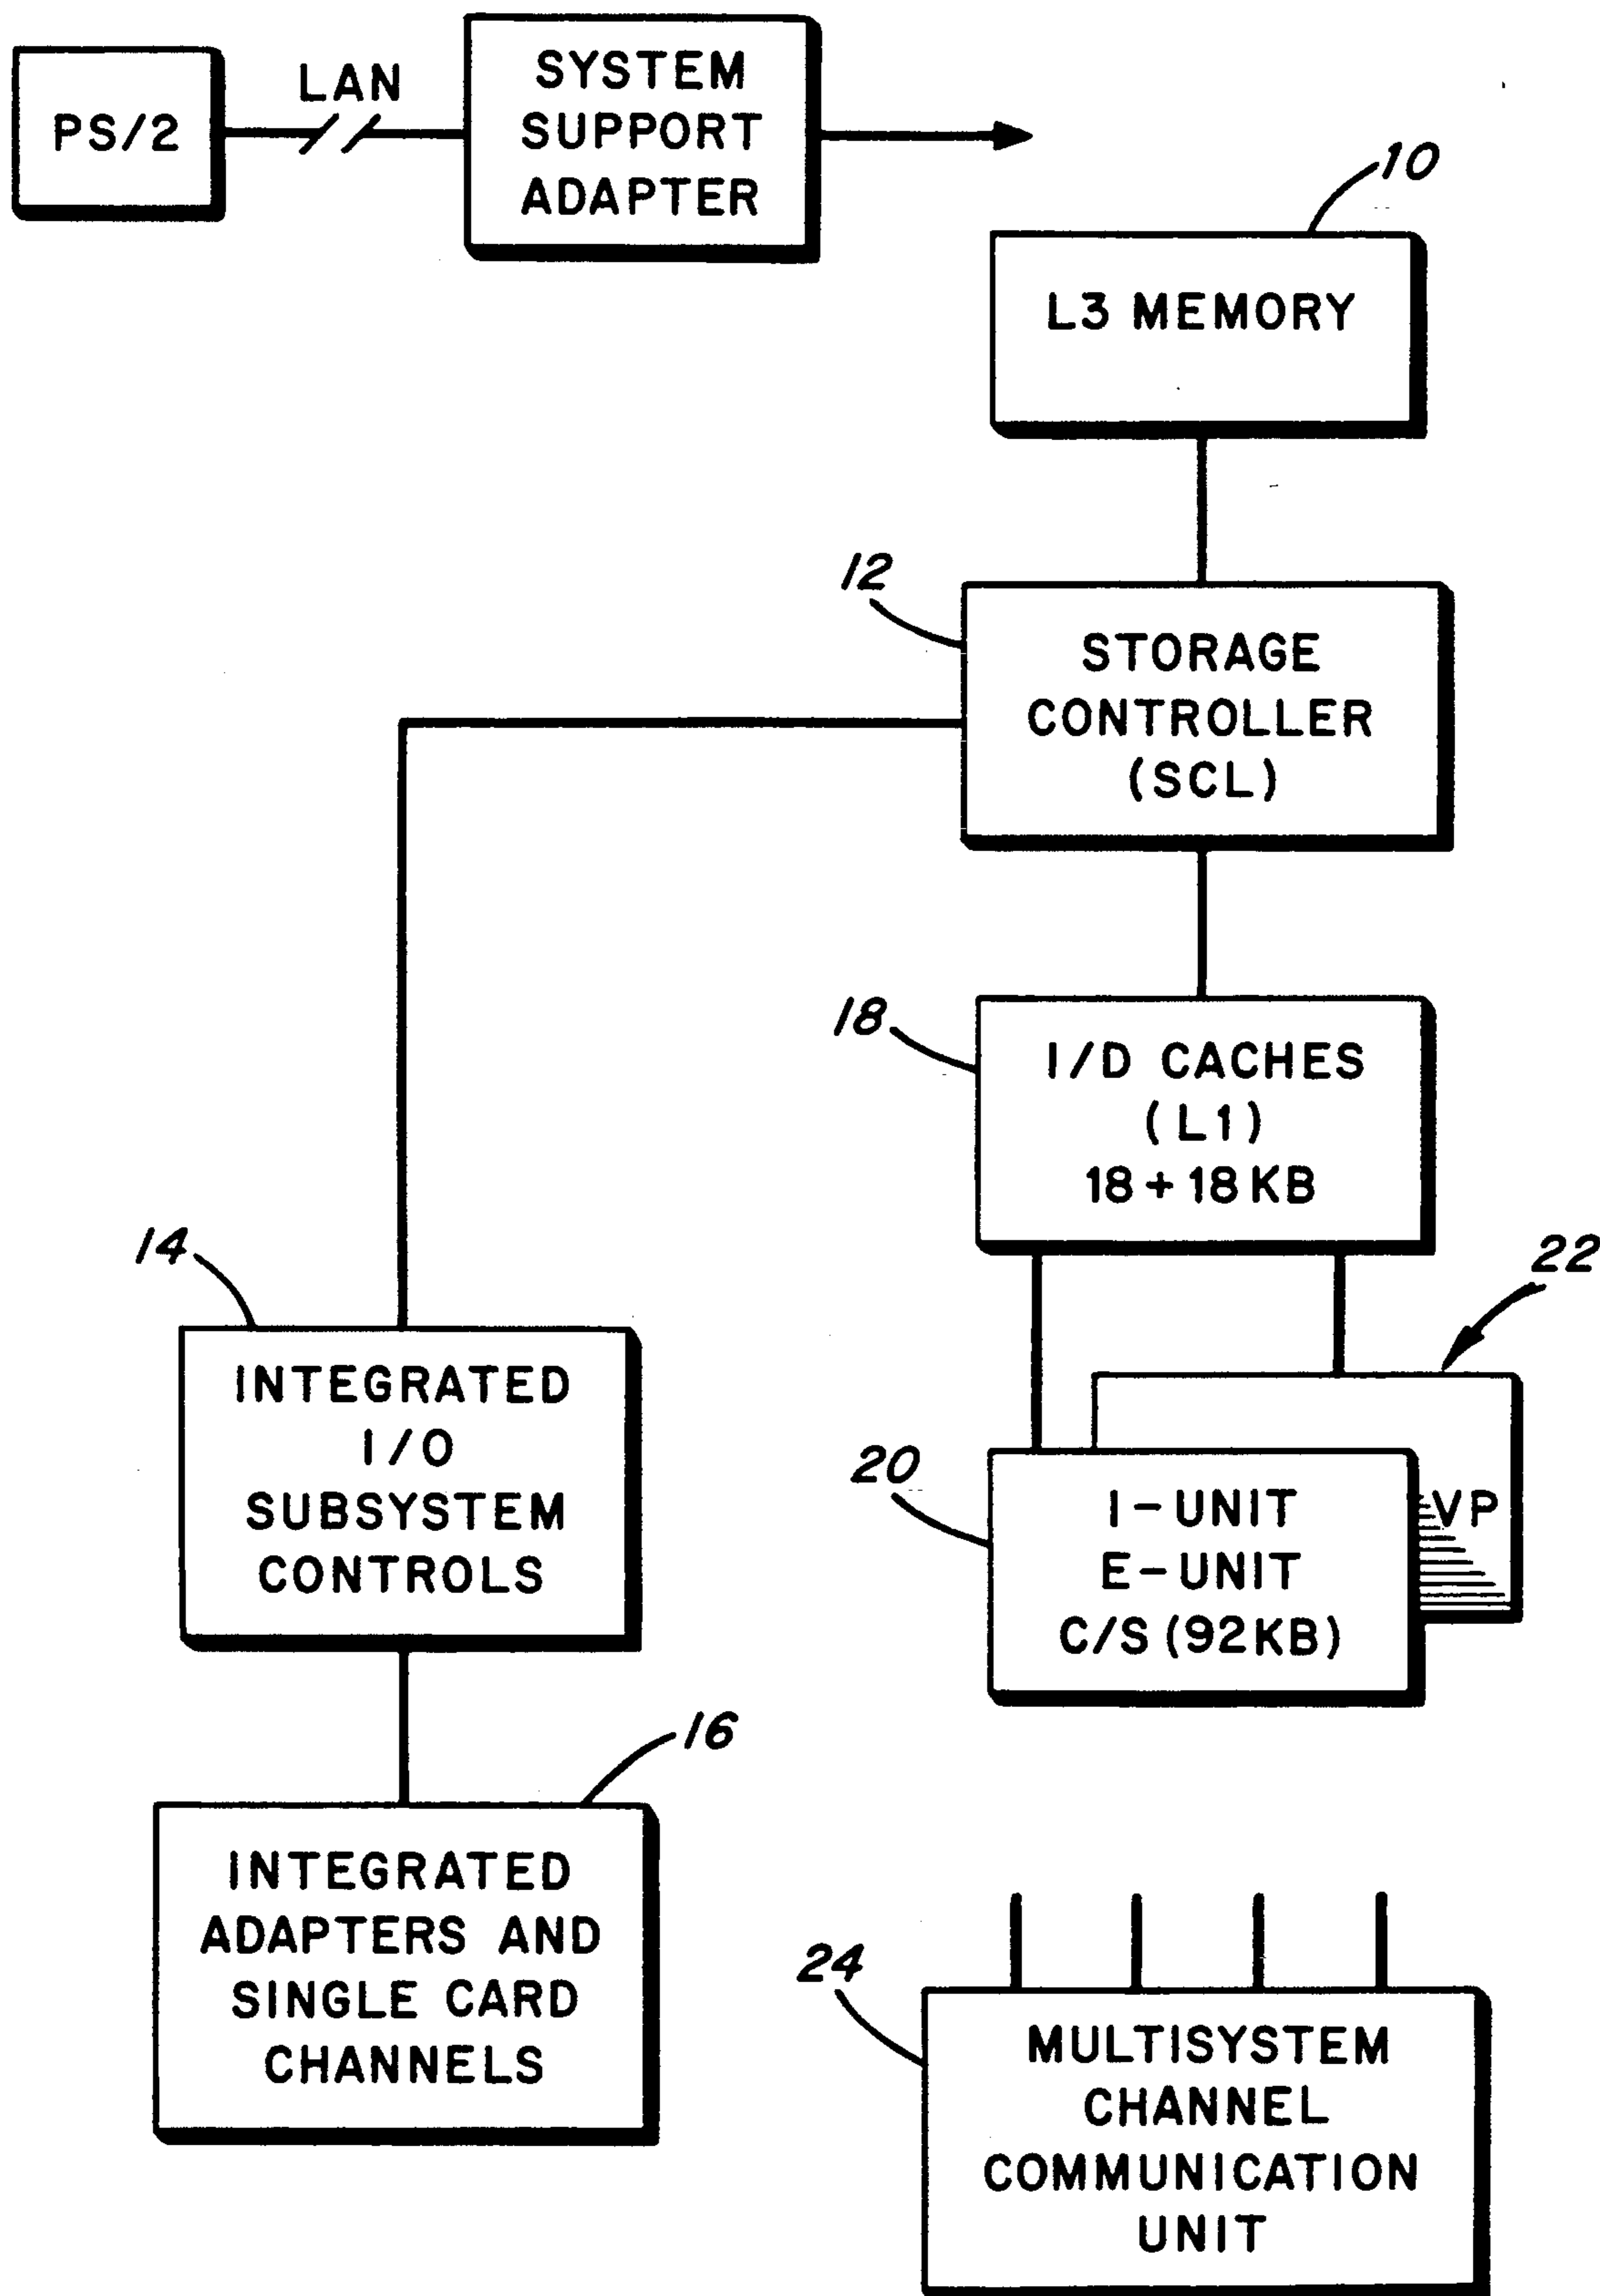 PS/2
LAN
SYSTEM
SUPPORT
ADAPTER
10
L3 MEMORY
12
STORAGE
CONTROLLER
(SCL)
18
I/D CACHES
(L1)
18+18KB
14
INTEGRATED
I/O
SUBSYSTEM
CONTROLS
22
20
I-UNIT
E-UNIT
C/S (92KB)
VP
16
INTEGRATED
ADAPTERS AND
SINGLE CARD
CHANNELS
24
MULTISYSTEM
CHANNEL
COMMUNICATION
UNIT